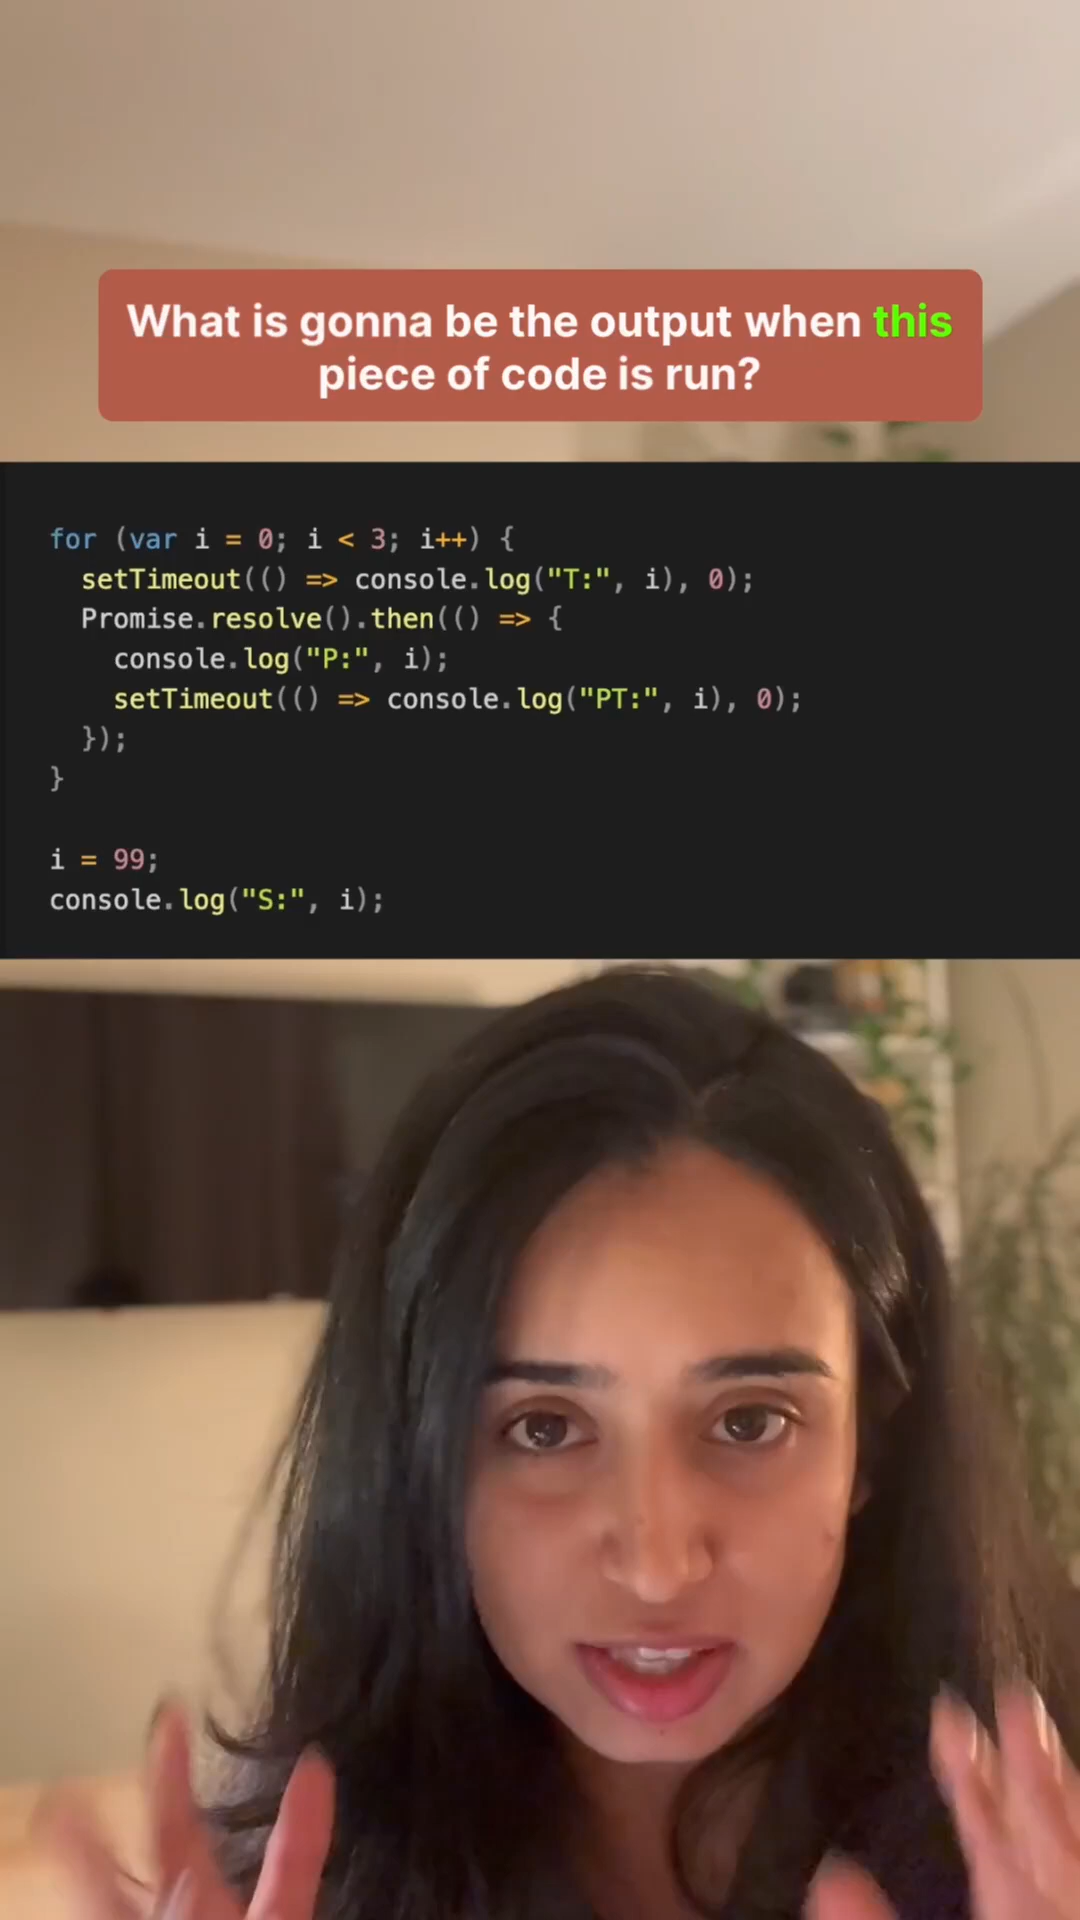 What is gonna be the output when this
piece of code is run?
for (var i = 0; i < 3; i++) {
  setTimeout(() => console.log("T:", i), 0);
  Promise.resolve().then(() => {
    console.log("P:", i);
    setTimeout(() => console.log("PT:", i), 0);
  });
}
i = 99;
console.log("S:", i);